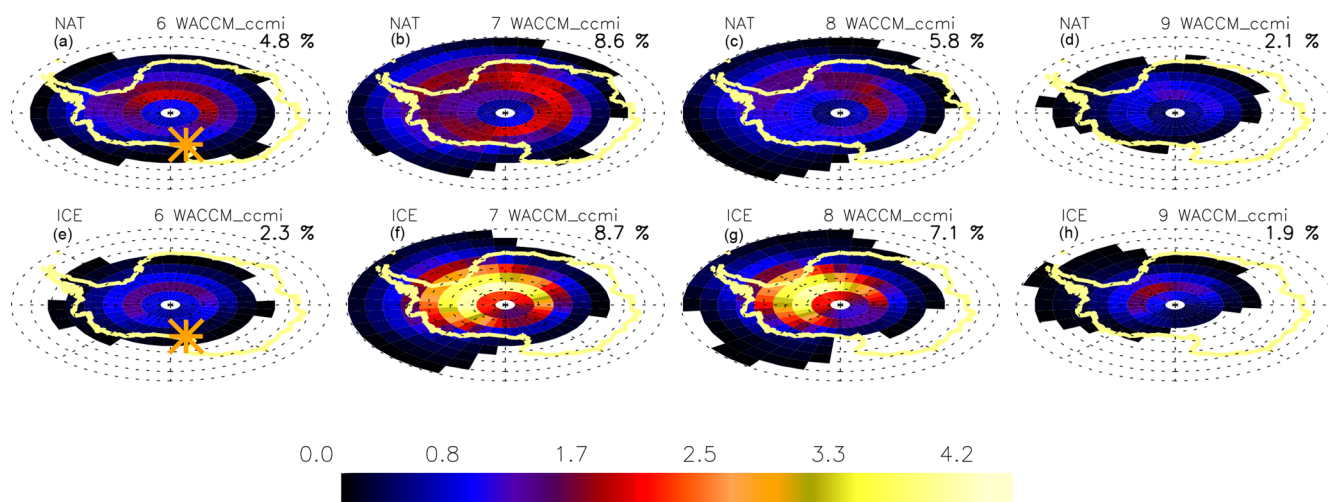 NAT 6 WACCM_ccmi
(a) 4.8 %
NAT 7 WACCM_ccmi
(b) 8.6 %
NAT 8 WACCM_ccmi
(c) 5.8 %
NAT 9 WACCM_ccmi
(d) 2.1 %
ICE 6 WACCM_ccmi
(e) 2.3 %
ICE 7 WACCM_ccmi
(f) 8.7 %
ICE 8 WACCM_ccmi
(g) 7.1 %
ICE 9 WACCM_ccmi
(h) 1.9 %
0.0 0.8 1.7 2.5 3.3 4.2